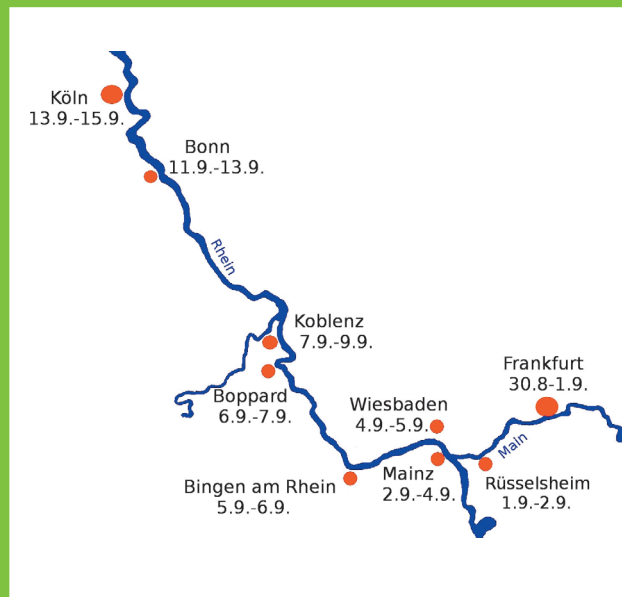 Köln
13.9.-15.9.
Bonn
11.9.-13.9.
Rhein
Koblenz
7.9.-9.9.
Boppard
6.9.-7.9.
Frankfurt
30.8-1.9.
Wiesbaden
4.9.-5.9.
Main
Mainz
2.9.-4.9.
Bingen am Rhein
5.9.-6.9.
Rüsselsheim
1.9.-2.9.